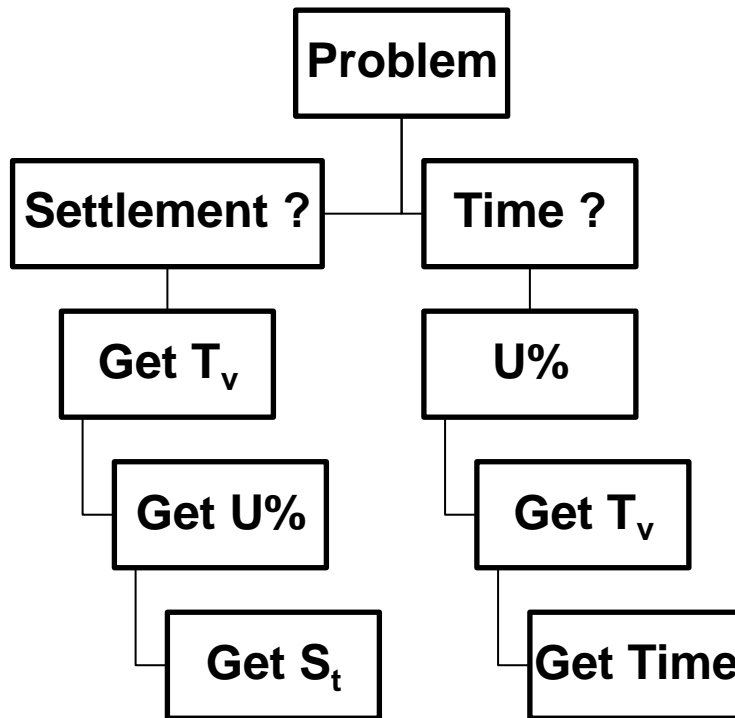 Problem
Settlement ?
Time ?
Get Tv
U%
Get U%
Get Tv
Get St
Get Time